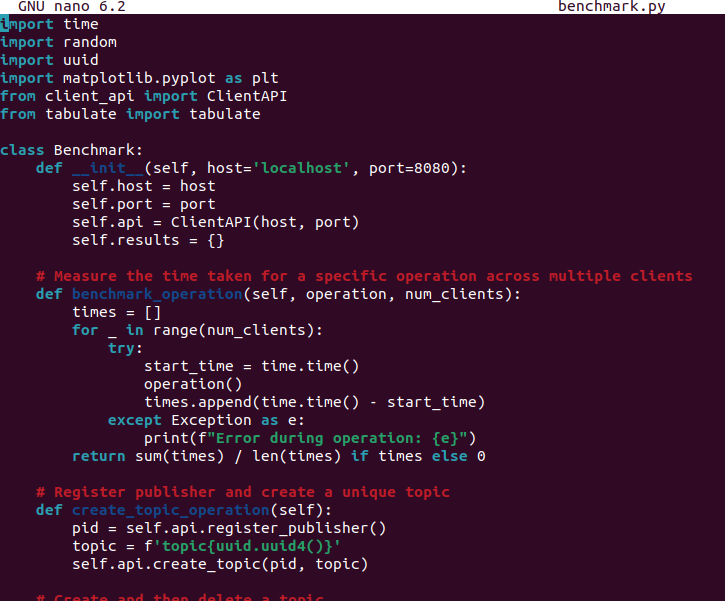 GNU nano 6.2 benchmark.py
import time
import random
import uuid
import matplotlib.pyplot as plt
from client_api import ClientAPI
from tabulate import tabulate

class Benchmark:
    def __init__(self, host='localhost', port=8080):
        self.host = host
        self.port = port
        self.api = ClientAPI(host, port)
        self.results = {}

    # Measure the time taken for a specific operation across multiple clients
    def benchmark_operation(self, operation, num_clients):
        times = []
        for _ in range(num_clients):
            try:
                start_time = time.time()
                operation()
                times.append(time.time() - start_time)
            except Exception as e:
                print(f"Error during operation: {e}")
        return sum(times) / len(times) if times else 0

    # Register publisher and create a unique topic
    def create_topic_operation(self):
        pid = self.api.register_publisher()
        topic = f'topic{uuid.uuid4()}'
        self.api.create_topic(pid, topic)

    # Create and then delete a topic